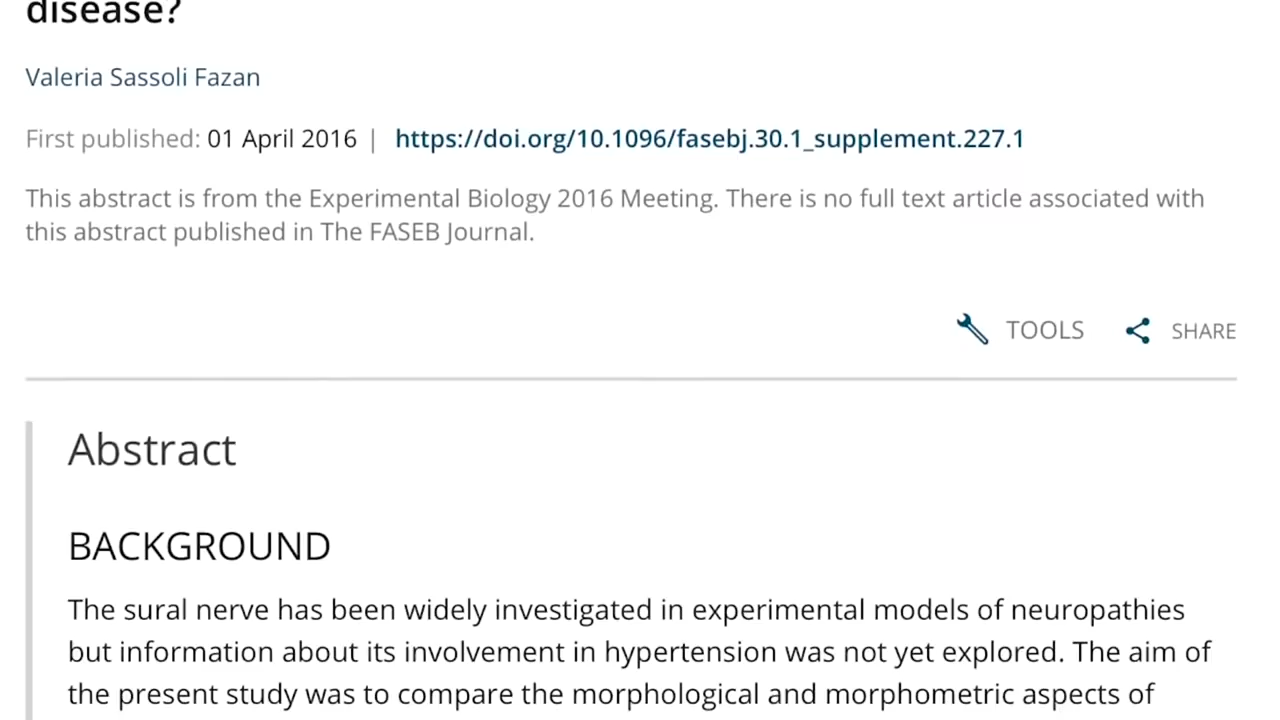 disease?
Valeria Sassoli Fazan
First published: 01 April 2016 | https://doi.org/10.1096/fasebj.30.1_supplement.227.1
This abstract is from the Experimental Biology 2016 Meeting. There is no full text article associated with
this abstract published in The FASEB Journal.
TOOLS SHARE
Abstract
BACKGROUND
The sural nerve has been widely investigated in experimental models of neuropathies
but information about its involvement in hypertension was not yet explored. The aim of
the present study was to compare the morphological and morphometric aspects of